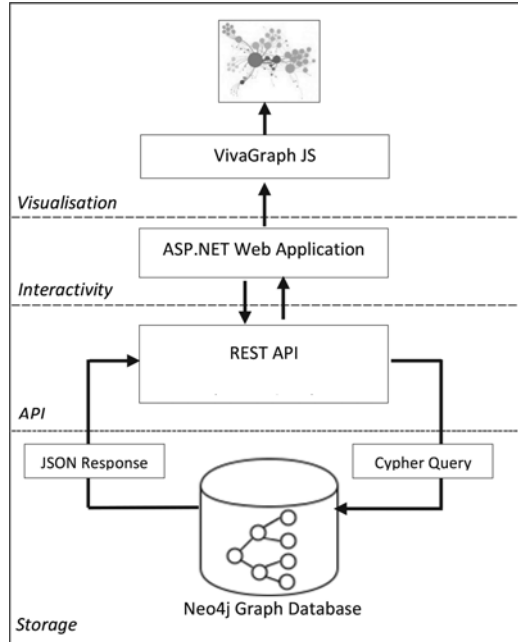 VivaGraph JS
Visualisation
ASP.NET Web Application
Interactivity
REST API
API
JSON Response
Cypher Query
Neo4j Graph Database
Storage